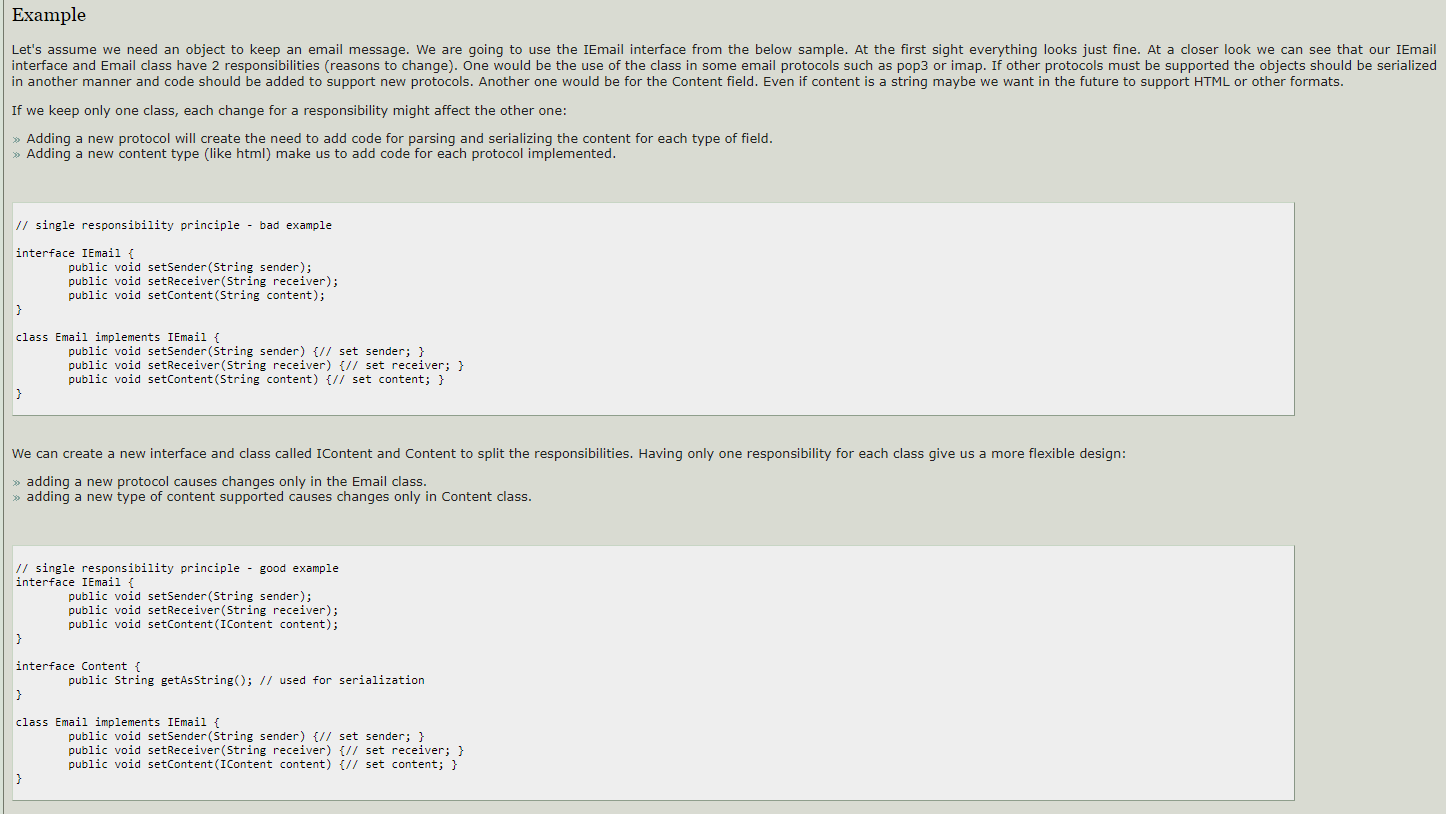 Example
Let's assume we need an object to keep an email message. We are going to use the IEmail interface from the below sample. At the first sight everything looks just fine. At a closer look we can see that our IEmail
interface and Email class have 2 responsibilities (reasons to change). One would be the use of the class in some email protocols such as pop3 or imap. If other protocols must be supported the objects should be serialized
in another manner and code should be added to support new protocols. Another one would be for the Content field. Even if content is a string maybe we want in the future to support HTML or other formats.
If we keep only one class, each change for a responsibility might affect the other one:
» Adding a new protocol will create the need to add code for parsing and serializing the content for each type of field.
» Adding a new content type (like html) make us to add code for each protocol implemented.
// single responsibility principle - bad example
interface IEmail {
public void setSender(String sender);
public void setReceiver(String receiver);
public void setContent(String content);
}
class Email implements IEmail {
public void setSender(String sender) {// set sender; }
public void setReceiver(String receiver) {// set receiver; }
public void setContent(String content) {// set content; }
}
We can create a new interface and class called IContent and Content to split the responsibilities. Having only one responsibility for each class give us a more flexible design:
» adding a new protocol causes changes only in the Email class.
» adding a new type of content supported causes changes only in Content class.
// single responsibility principle - good example
interface IEmail {
public void setSender(String sender);
public void setReceiver(String receiver);
public void setContent(IContent content);
}
interface Content {
public String getAsString(); // used for serialization
}
class Email implements IEmail {
public void setSender(String sender) {// set sender; }
public void setReceiver(String receiver) {// set receiver; }
public void setContent(IContent content) {// set content; }
}